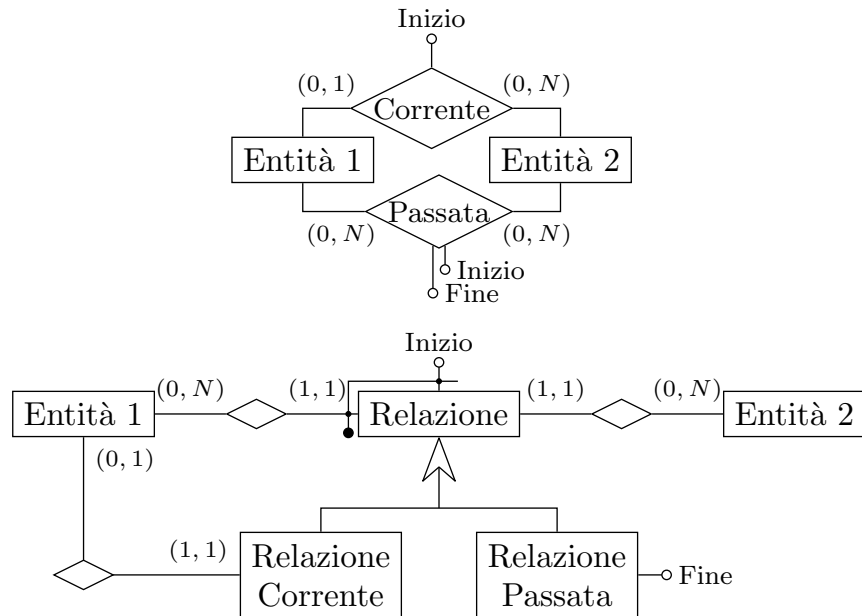 Inizio
(0, 1)
(0, N)
Corrente
Entità 1
Entità 2
Passata
(0, N)
(0, N)
Inizio
Fine
Inizio
(0, N)
(1, 1)
(1, 1)
(0, N)
Entità 1
Relazione
Entità 2
(0, 1)
(1, 1)
Relazione
Corrente
Relazione
Passata
Fine